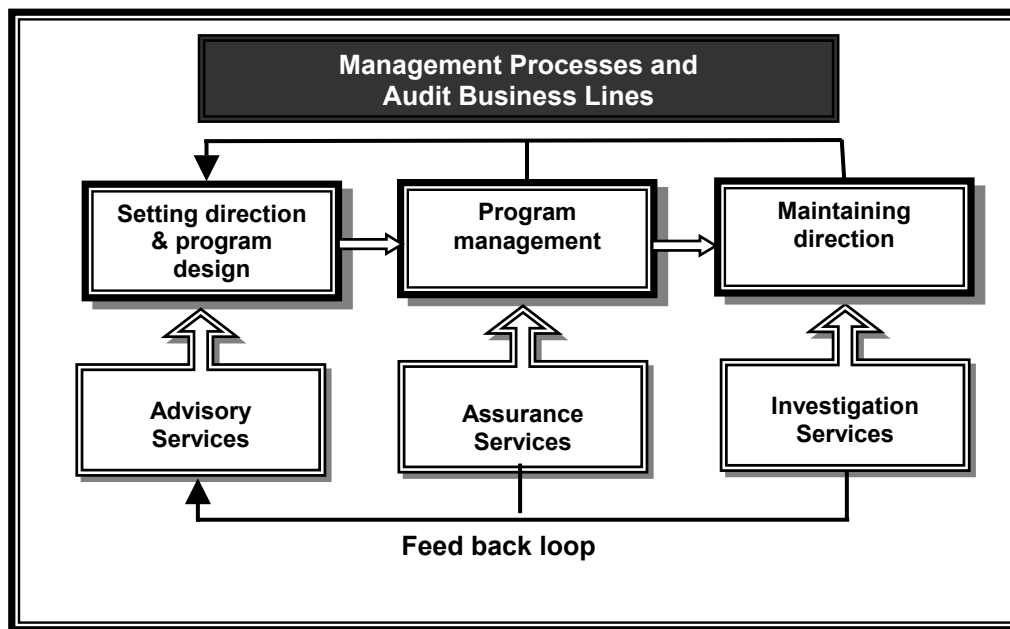 Management Processes and
Audit Business Lines
Setting direction
& program
design
Program
management
Maintaining
direction
Advisory
Services
Assurance
Services
Investigation
Services
Feed back loop